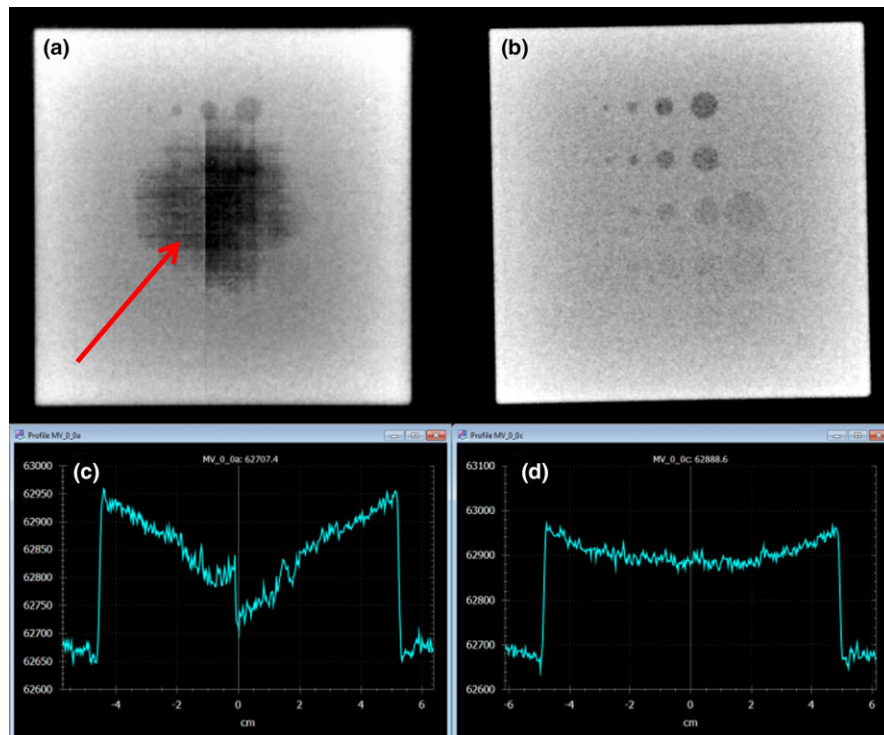 (a)
(b)
Profile MV_0_0a
MV_0_0a: 62707.4
(c)
63000
62950
62900
62850
62800
62750
62700
62650
62600
-4
-2
0
2
4
6
cm
Profile MV_0_0c
MV_0_0c: 62888.6
(d)
63100
63000
62900
62800
62700
62600
-6
-4
-2
0
2
4
6
cm